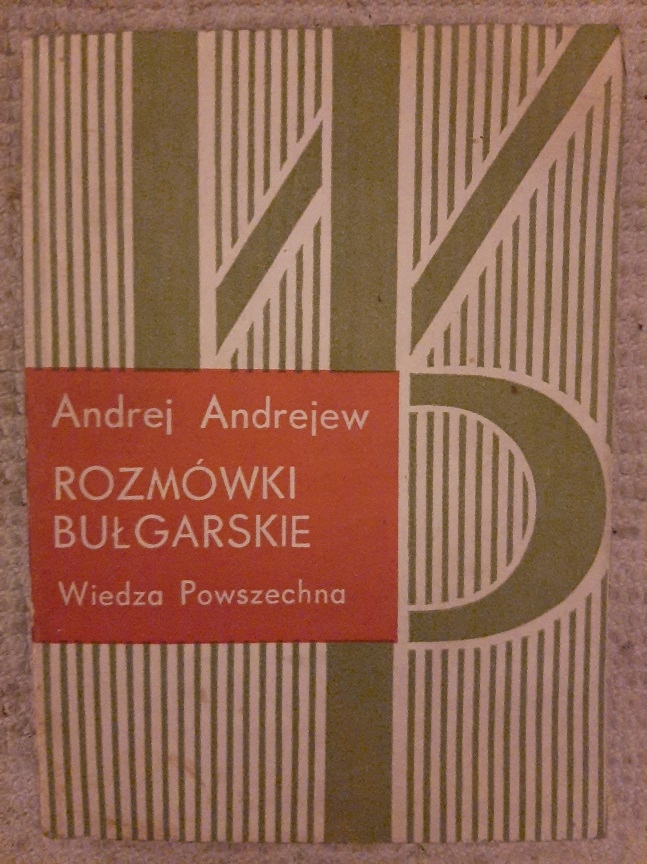 Andrej Andrejew
ROZMÓWKI
BUŁGARSKIE
Wiedza Powszechna